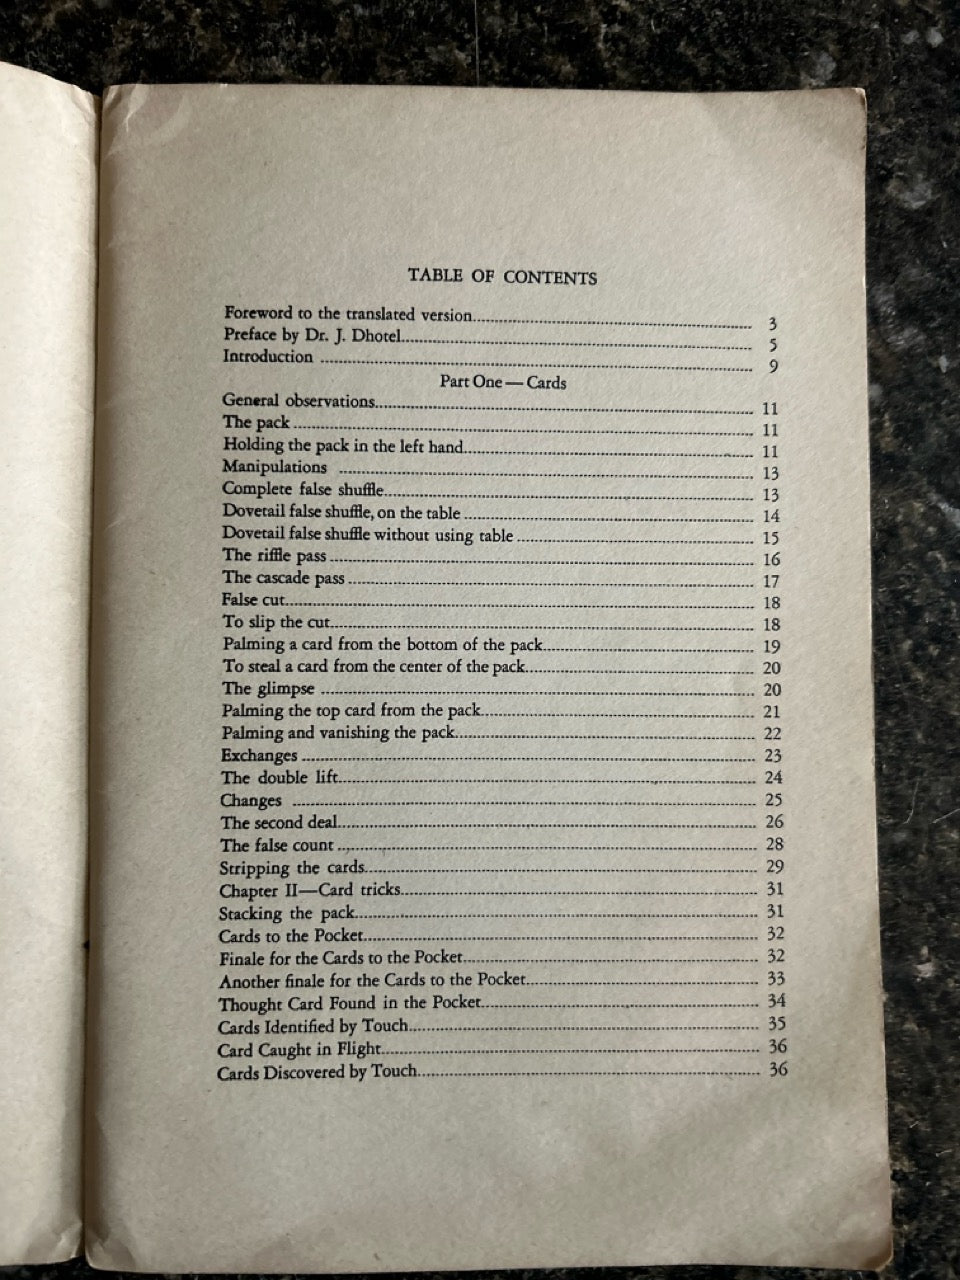 TABLE OF CONTENTS
Foreword to the translated version 3
Preface by Dr. J. Dhotel 5
Introduction 9
Part One—Cards
General observations 11
The pack 11
Holding the pack in the left hand 11
Manipulations 13
Complete false shuffle 13
Dovetail false shuffle, on the table 14
Dovetail false shuffle without using table 15
The riffle pass 16
The cascade pass 17
False cut 18
To slip the cut 18
Palming a card from the bottom of the pack 19
To steal a card from the center of the pack 20
The glimpse 20
Palming the top card from the pack 21
Palming and vanishing the pack 22
Exchanges 23
The double lift 24
Changes 25
The second deal 26
The false count 28
Stripping the cards 29
Chapter II—Card tricks 31
Stacking the pack 31
Cards to the Pocket 32
Finale for the Cards to the Pocket 32
Another finale for the Cards to the Pocket 33
Thought Card Found in the Pocket 34
Cards Identified by Touch 35
Card Caught in Flight 36
Cards Discovered by Touch 36